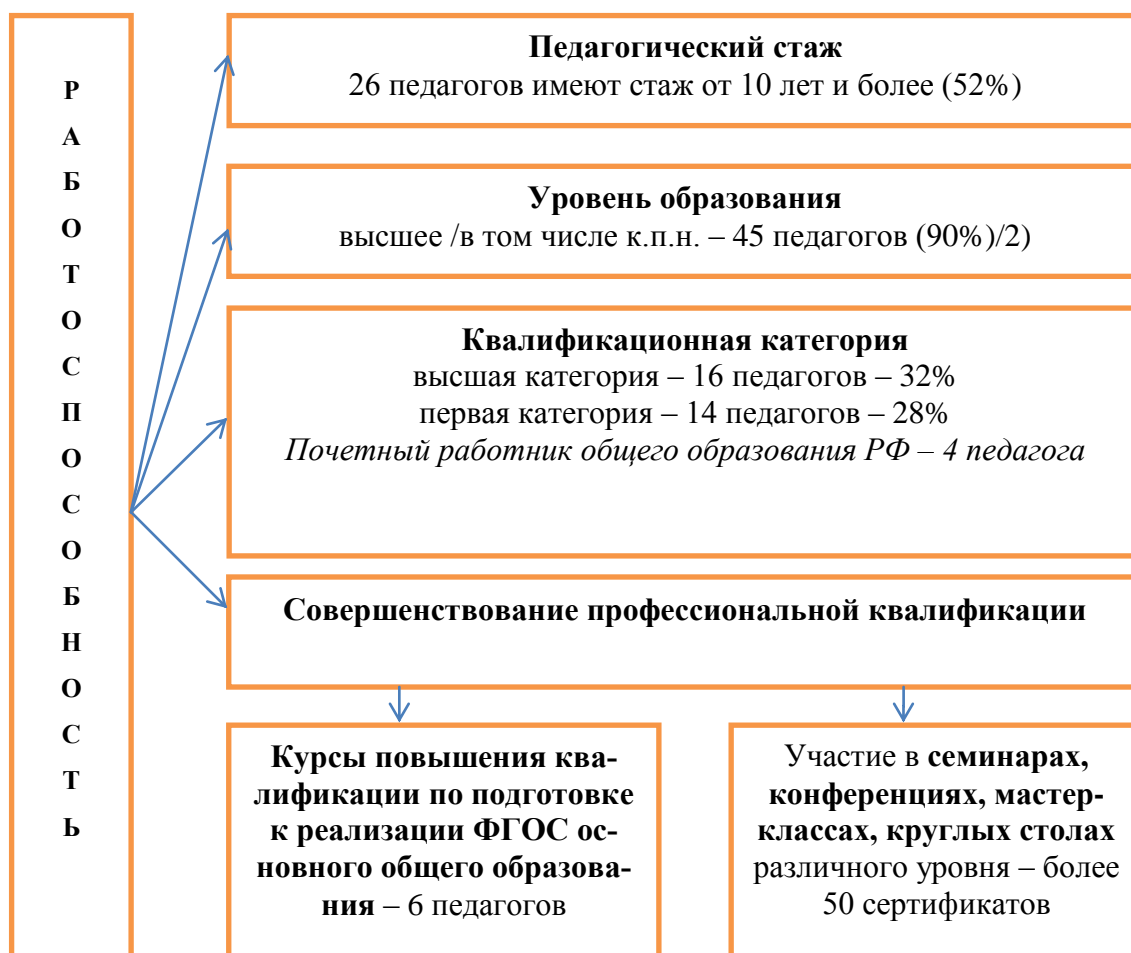 РАБОТОСПОСОБНОСТЬ
Педагогический стаж
26 педагогов имеют стаж от 10 лет и более (52%)
Уровень образования
высшее /в том числе к.п.н. – 45 педагогов (90%)/2)
Квалификационная категория
высшая категория – 16 педагогов – 32%
первая категория – 14 педагогов – 28%
Почетный работник общего образования РФ – 4 педагога
Совершенствование профессиональной квалификации
Курсы повышения ква-
лификации по подготовке
к реализации ФГОС ос-
новного общего образова-
ния – 6 педагогов
Участие в семинарах,
конференциях, мастер-
классах, круглых столах
различного уровня – более
50 сертификатов